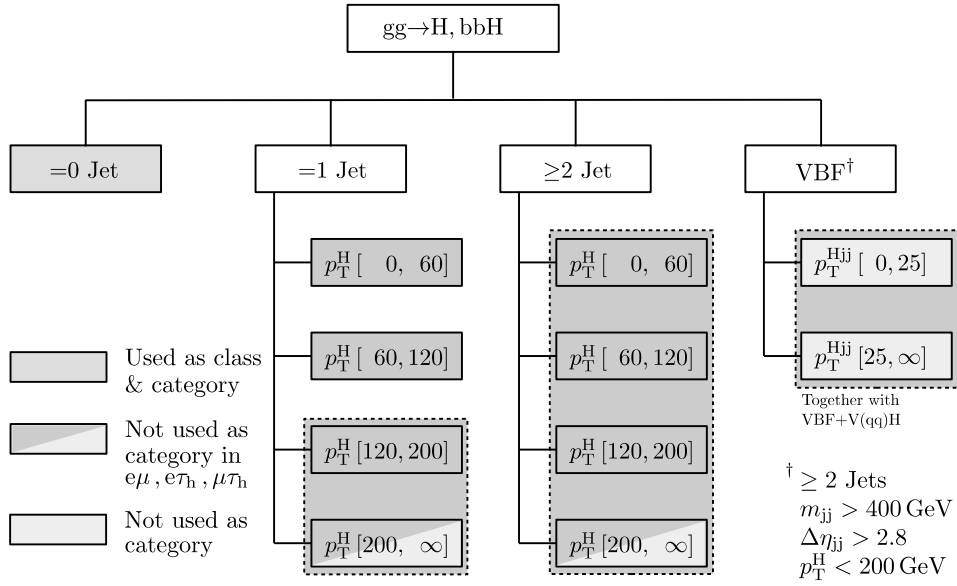 gg→H, bbH
=0 Jet
=1 Jet
≥2 Jet
VBF†
p_T^H [ 0, 60]
p_T^H [ 0, 60]
p_T^Hjj [ 0, 25]
p_T^H [ 60, 120]
p_T^H [ 60, 120]
p_T^Hjj [25, ∞]
Together with
VBF+V(qq)H
p_T^H [120, 200]
p_T^H [120, 200]
p_T^H [200, ∞]
p_T^H [200, ∞]
Used as class
& category
Not used as
category in
eμ , eτ_h , μτ_h
Not used as
category
† ≥ 2 Jets
m_jj > 400 GeV
Δη_jj > 2.8
p_T^H < 200 GeV